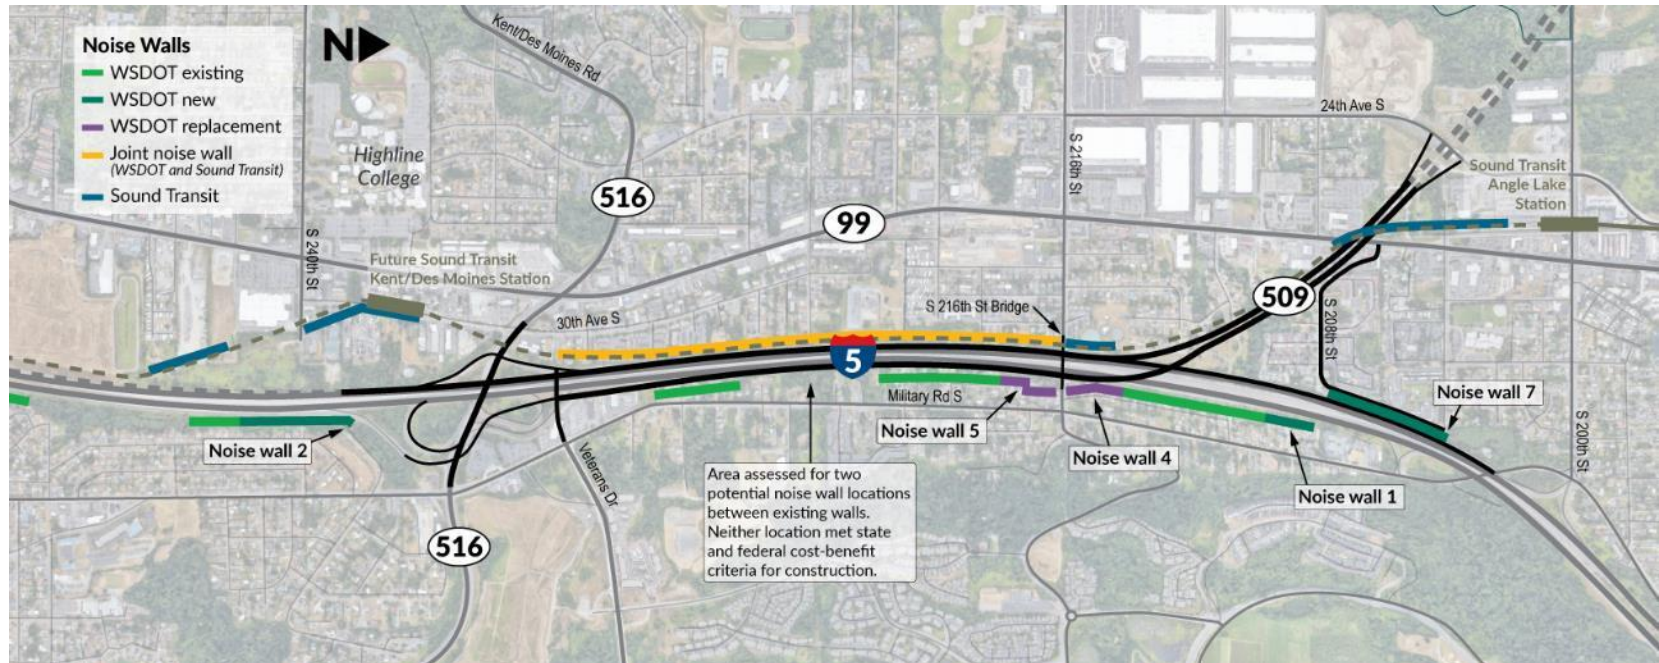 Noise Walls
WSDOT existing
WSDOT new
WSDOT replacement
Joint noise wall
(WSDOT and Sound Transit)
Sound Transit
N
Kent/Des Moines Rd
Highline
College
516
99
24th Ave S
S 216th St
Sound Transit
Angle Lake
Station
S 240th St
Future Sound Transit
Kent/Des Moines Station
30th Ave S
S 216th St Bridge
509
S 208th St
5
Military Rd S
Noise wall 7
Noise wall 5
Noise wall 2
Noise wall 4
Noise wall 1
S 200th St
Veterans Dr
Area assessed for two
potential noise wall locations
between existing walls.
Neither location met state
and federal cost-benefit
criteria for construction.
516